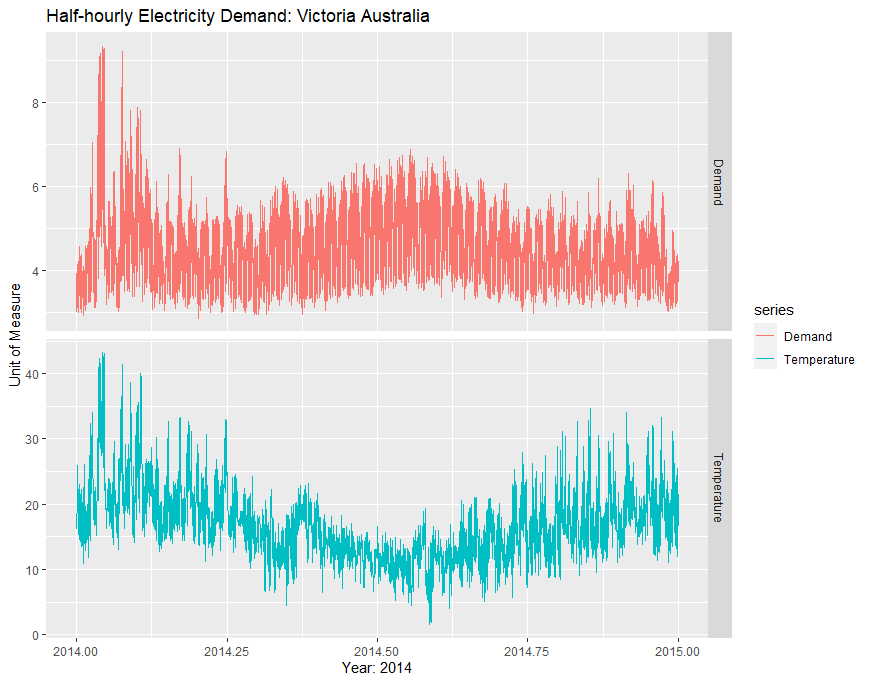 Half-hourly Electricity Demand: Victoria Australia
Unit of Measure
8
6
4
Demand
40
30
20
10
0
Temperature
2014.00 2014.25 2014.50 2014.75 2015.00
Year: 2014
series
Demand
Temperature